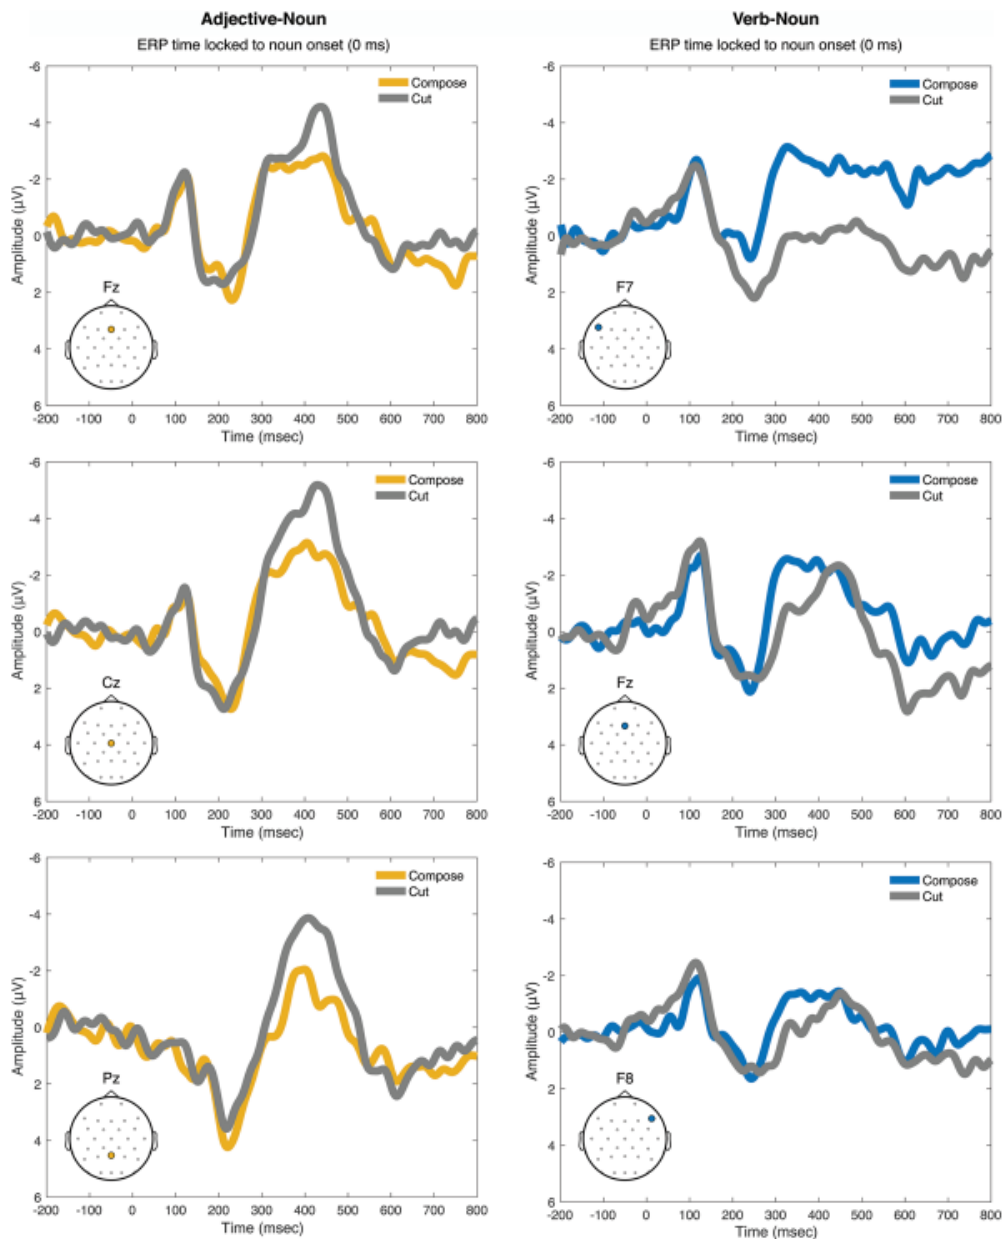 Adjective-Noun
ERP time locked to noun onset (0 ms)
-6
-4
-2
0
2
4
6
Amplitude (µV)
Compose
Cut
Fz
-200 -100 0 100 200 300 400 500 600 700 800
Time (msec)
Verb-Noun
ERP time locked to noun onset (0 ms)
-6
-4
-2
0
2
4
6
Amplitude (µV)
Compose
Cut
F7
-200 -100 0 100 200 300 400 500 600 700 800
Time (msec)
-6
-4
-2
0
2
4
6
Amplitude (µV)
Compose
Cut
Cz
-200 -100 0 100 200 300 400 500 600 700 800
Time (msec)
-6
-4
-2
0
2
4
6
Amplitude (µV)
Compose
Cut
Fz
-200 -100 0 100 200 300 400 500 600 700 800
Time (msec)
-6
-4
-2
0
2
4
6
Amplitude (µV)
Compose
Cut
Pz
-200 -100 0 100 200 300 400 500 600 700 800
Time (msec)
-6
-4
-2
0
2
4
6
Amplitude (µV)
Compose
Cut
F8
-200 -100 0 100 200 300 400 500 600 700 800
Time (msec)